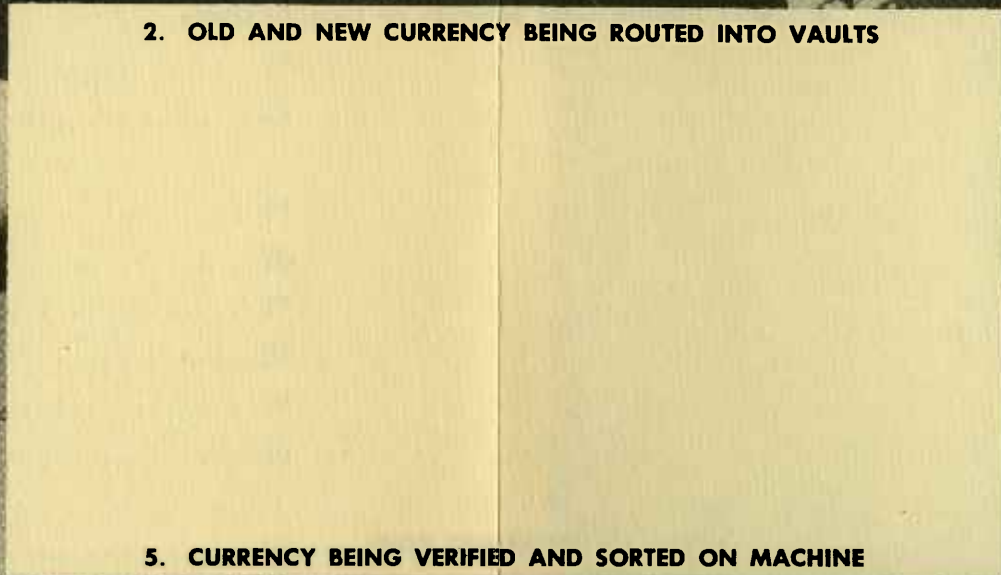 2. OLD AND NEW CURRENCY BEING ROUTED INTO VAULTS
5. CURRENCY BEING VERIFIED AND SORTED ON MACHINE